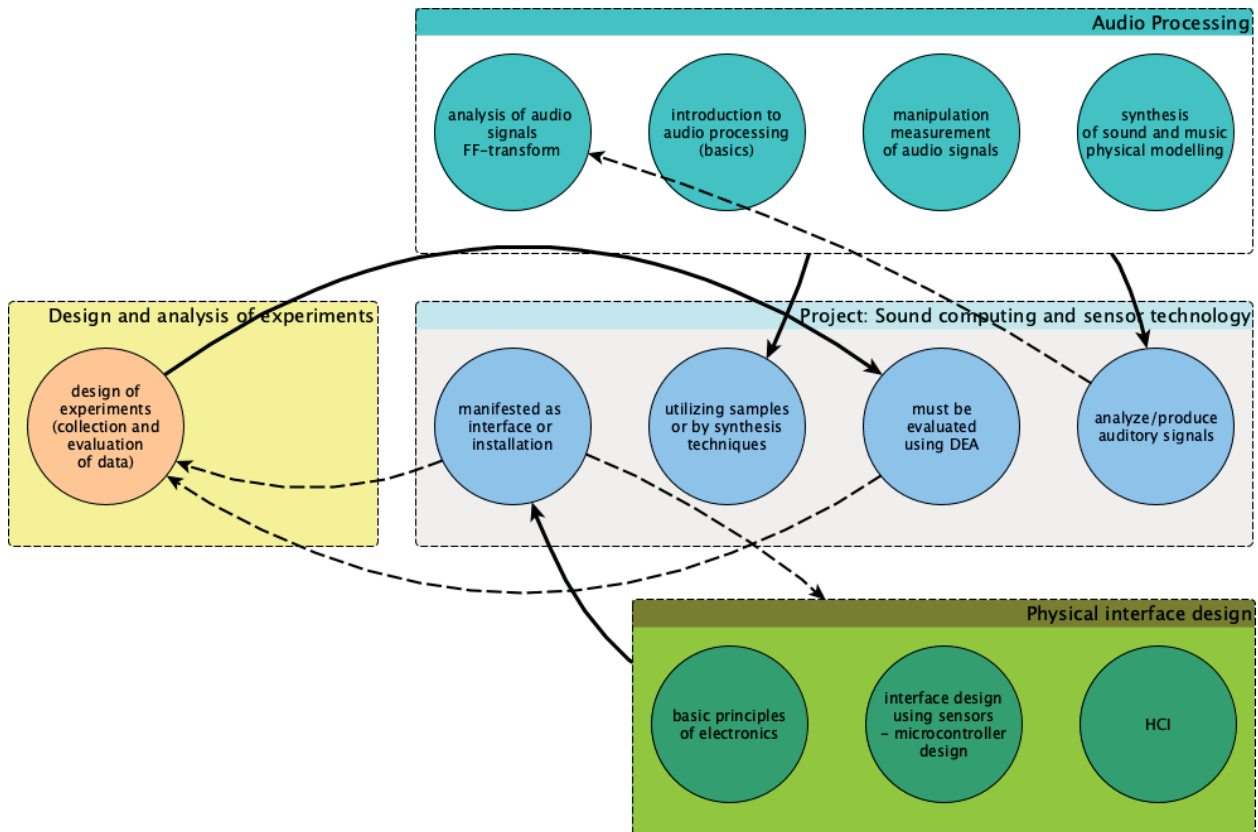 Audio Processing
analysis of audio
signals
FF-transform
introduction to
audio processing
(basics)
manipulation
measurement
of audio signals
synthesis
of sound and music
physical modelling
Design and analysis of experiments
design of
experiments
(collection and
evaluation
of data)
Project: Sound computing and sensor technology
manifested as
interface or
installation
utilizing samples
or by synthesis
techniques
must be
evaluated
using DEA
analyze/produce
auditory signals
Physical interface design
basic principles
of electronics
interface design
using sensors
- microcontroller
design
HCI